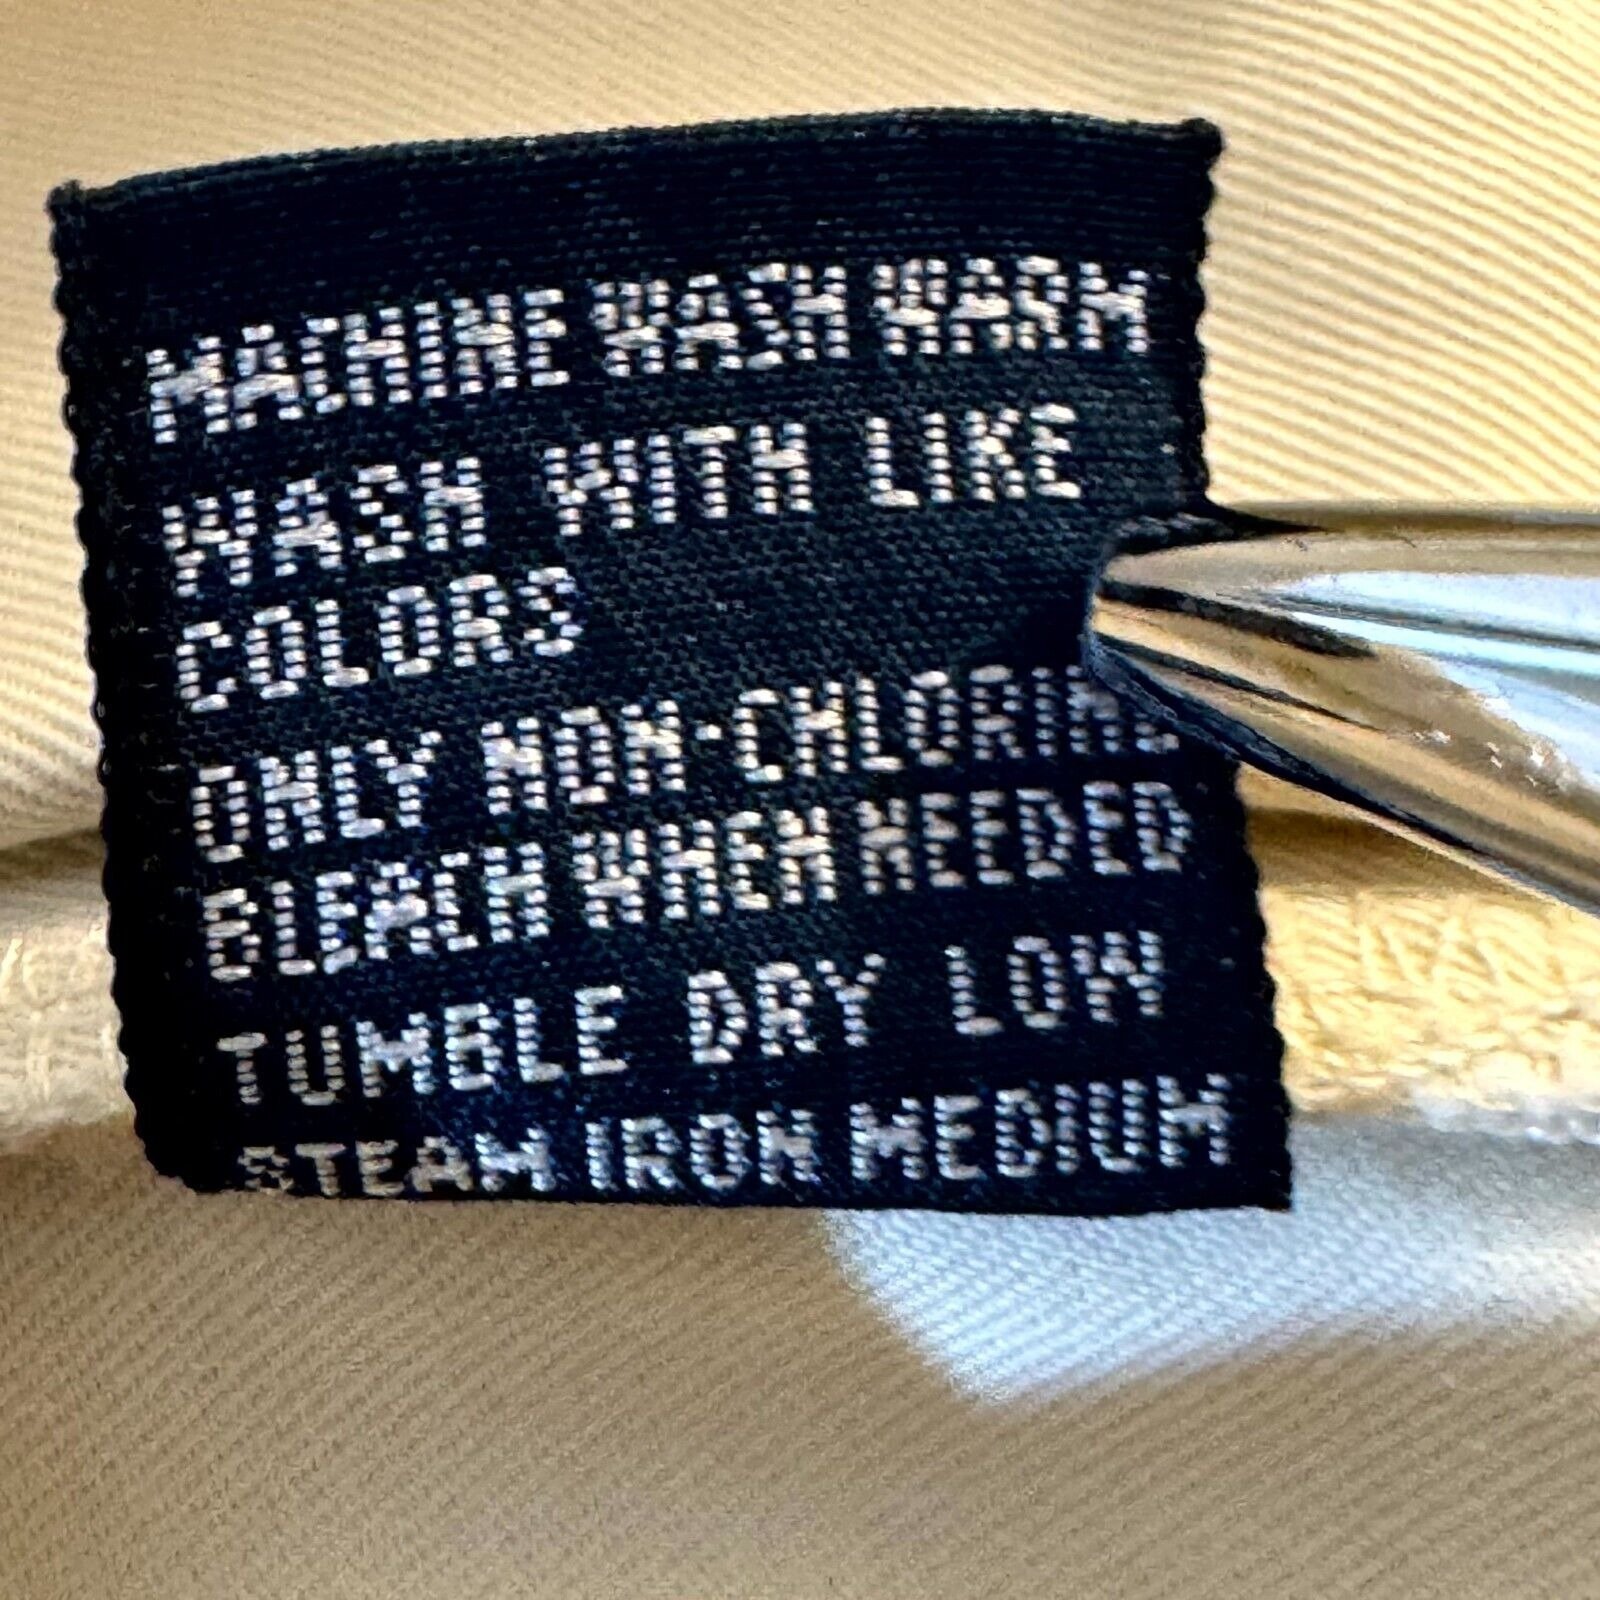 MACHINE WASH WARM
WASH WITH LIKE
COLORS
ONLY NON-CHLORINE
BLEACH WHEN NEEDED
TUMBLE DRY LOW
STEAM IRON MEDIUM